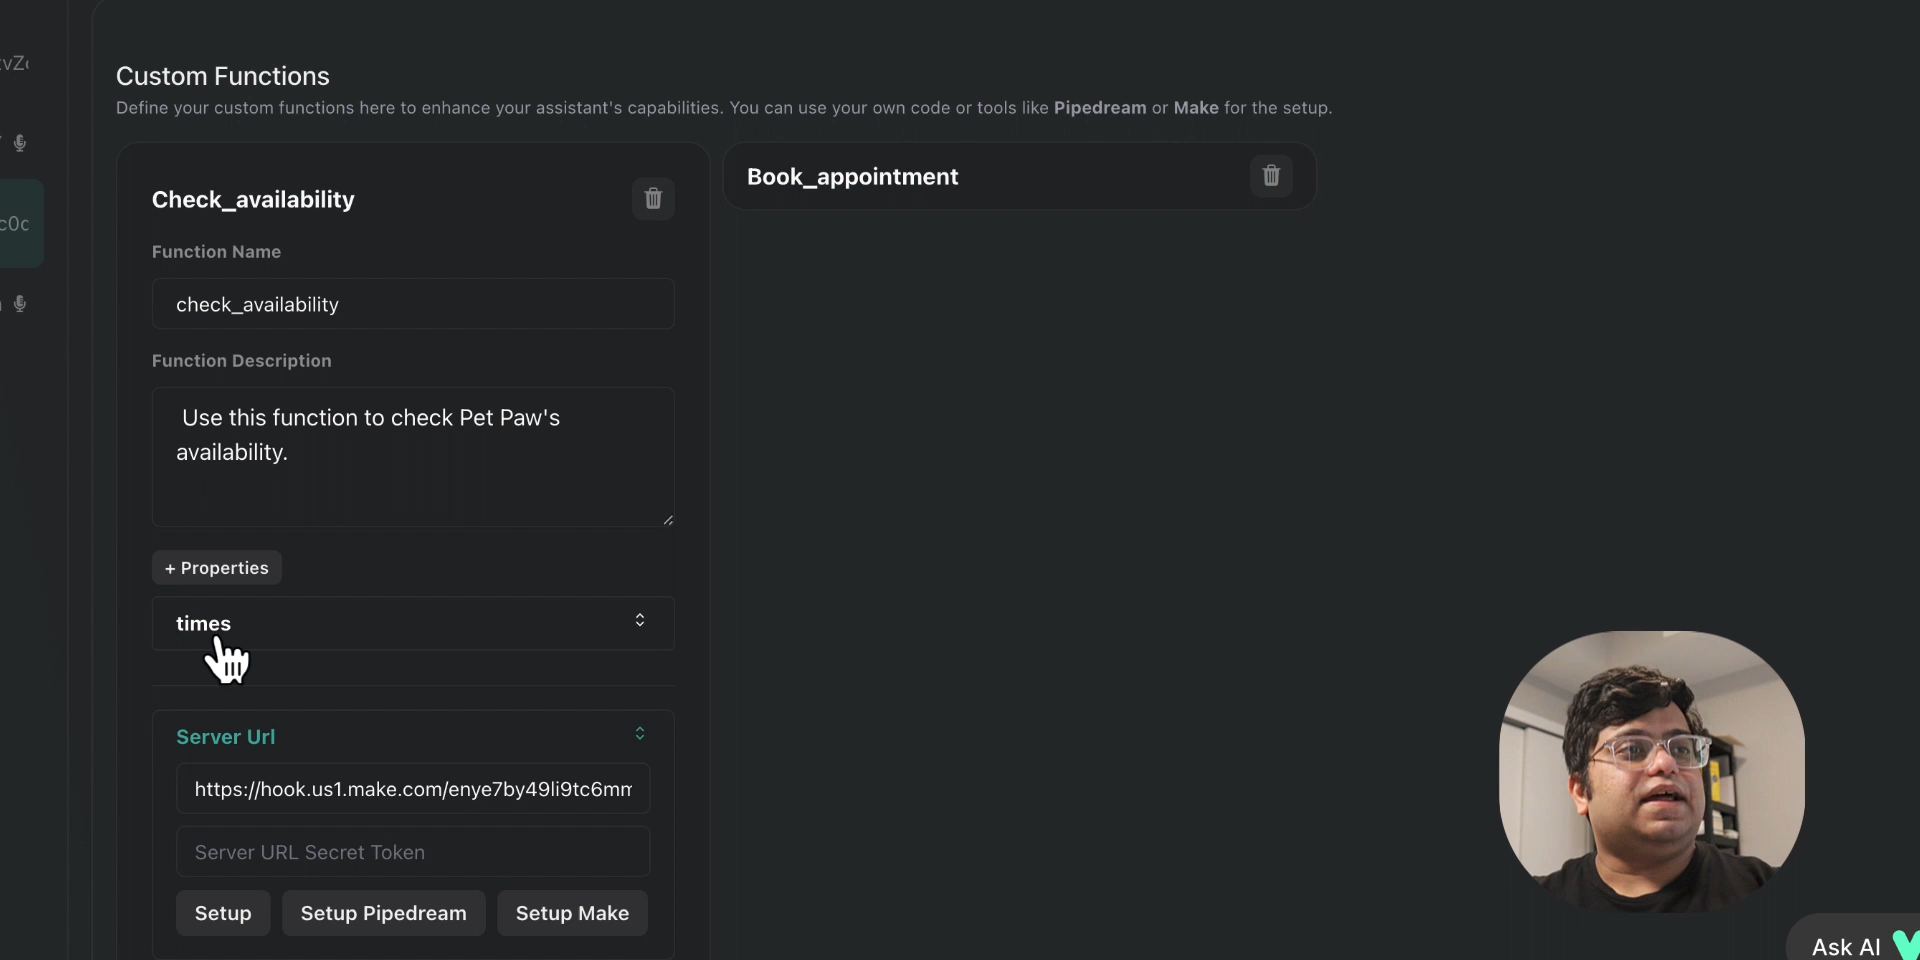 Custom Functions
Define your custom functions here to enhance your assistant's capabilities. You can use your own code or tools like Pipedream or Make for the setup.
Check_availability
Book_appointment
Function Name
check_availability
Function Description
Use this function to check Pet Paw's
availability.
+ Properties
times
Server Url
https://hook.us1.make.com/enye7by49li9tc6mm
Server URL Secret Token
Setup
Setup Pipedream
Setup Make
Ask AI